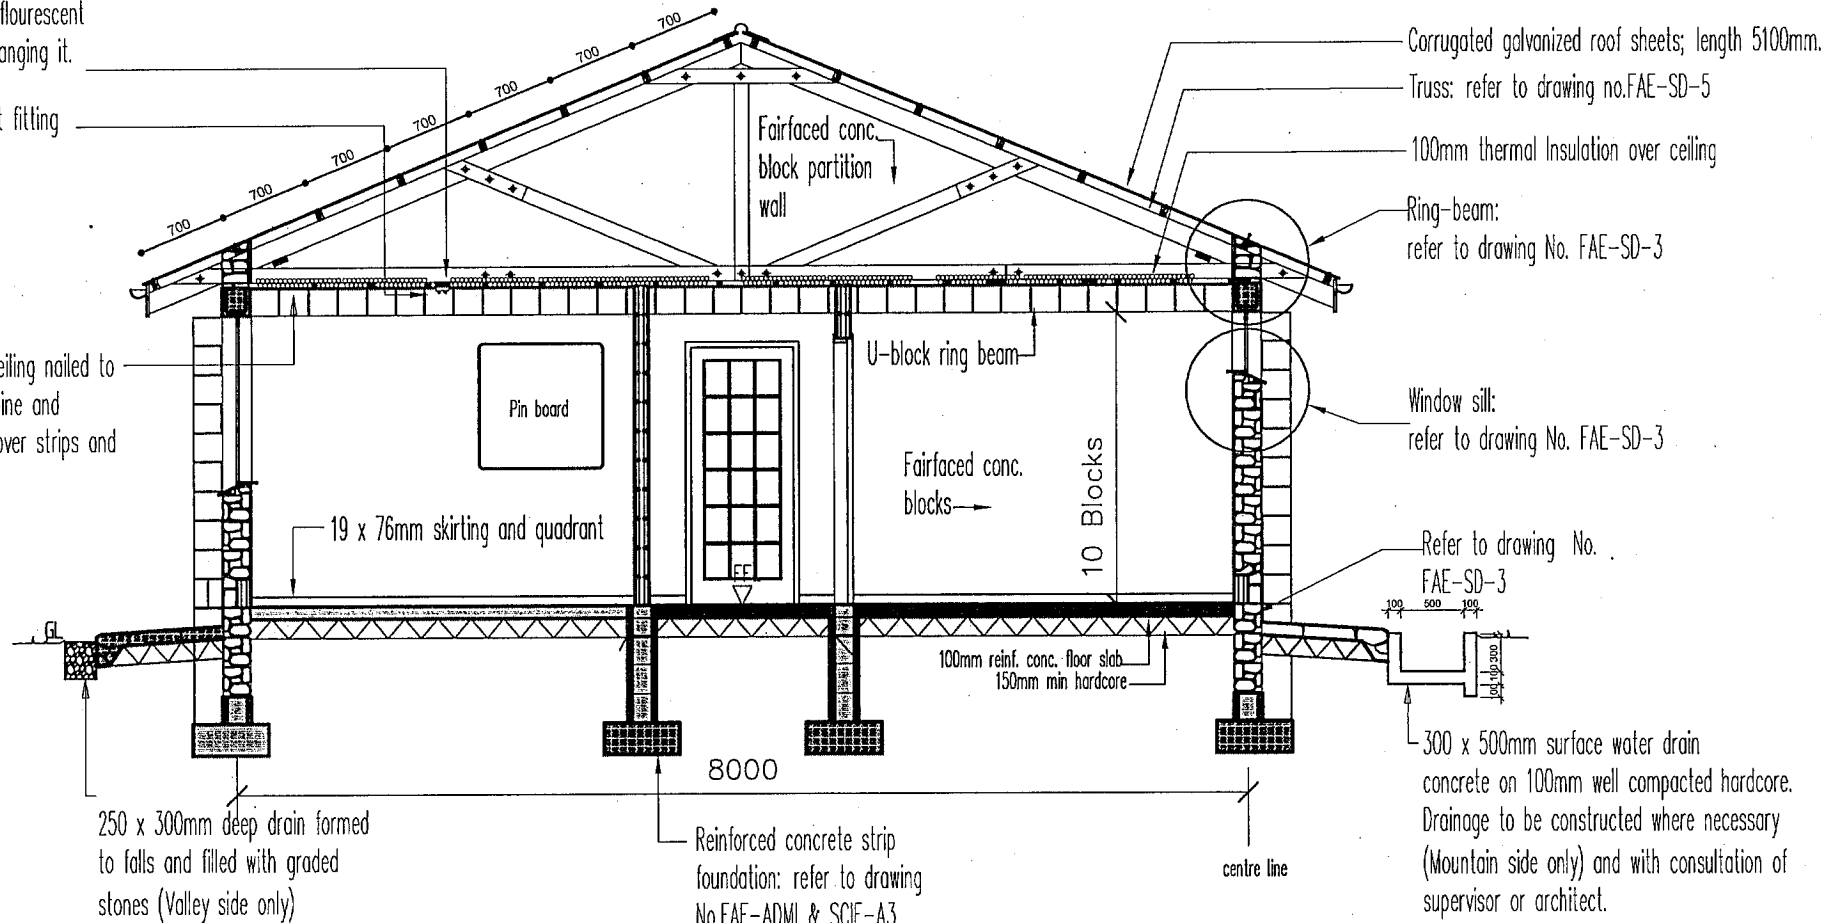 flourescent
anging it.
fitting
eiling nailed to
ine and
over strips and
700
700
700
700
700
700
700
Fairfaced conc.
block partition
wall
Corrugated galvanized roof sheets; length 5100mm.
Truss: refer to drawing no.FAE-SD-5
100mm thermal Insulation over ceiling
Ring-beam:
refer to drawing No. FAE-SD-3
U-block ring beam
Pin board
Window sill:
refer to drawing No. FAE-SD-3
Fairfaced conc.
blocks
10 Blocks
19 x 76mm skirting and quadrant
Refer to drawing No.
FAE-SD-3
100 500 100
GL
100mm reinf. conc. floor slab
150mm min hardcore
100 100 300
8000
250 x 300mm deep drain formed
to falls and filled with graded
stones (Valley side only)
Reinforced concrete strip
foundation: refer to drawing
No.FAE-ADMI & SCIE-A3
centre line
300 x 500mm surface water drain
concrete on 100mm well compacted hardcore.
Drainage to be constructed where necessary
(Mountain side only) and with consultation of
supervisor or architect.